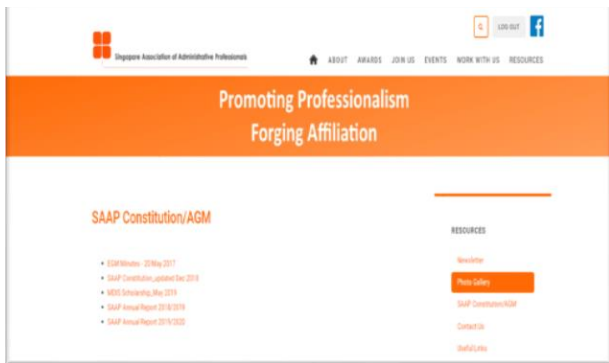 LOG OUT
f
Singapore Association of Administrative Professionals
ABOUT AWARDS JOIN US EVENTS WORK WITH US RESOURCES
Promoting Professionalism
Forging Affiliation
SAAP Constitution/AGM
EGM Minutes - 20 May 2017
SAAP Constitution_updated Dec 2018
MDIS Scholarship_May 2019
SAAP Annual Report 2018/2019
SAAP Annual Report 2019/2020
RESOURCES
Newsletter
Photo Gallery
SAAP Constitution/AGM
Contact Us
Useful Links